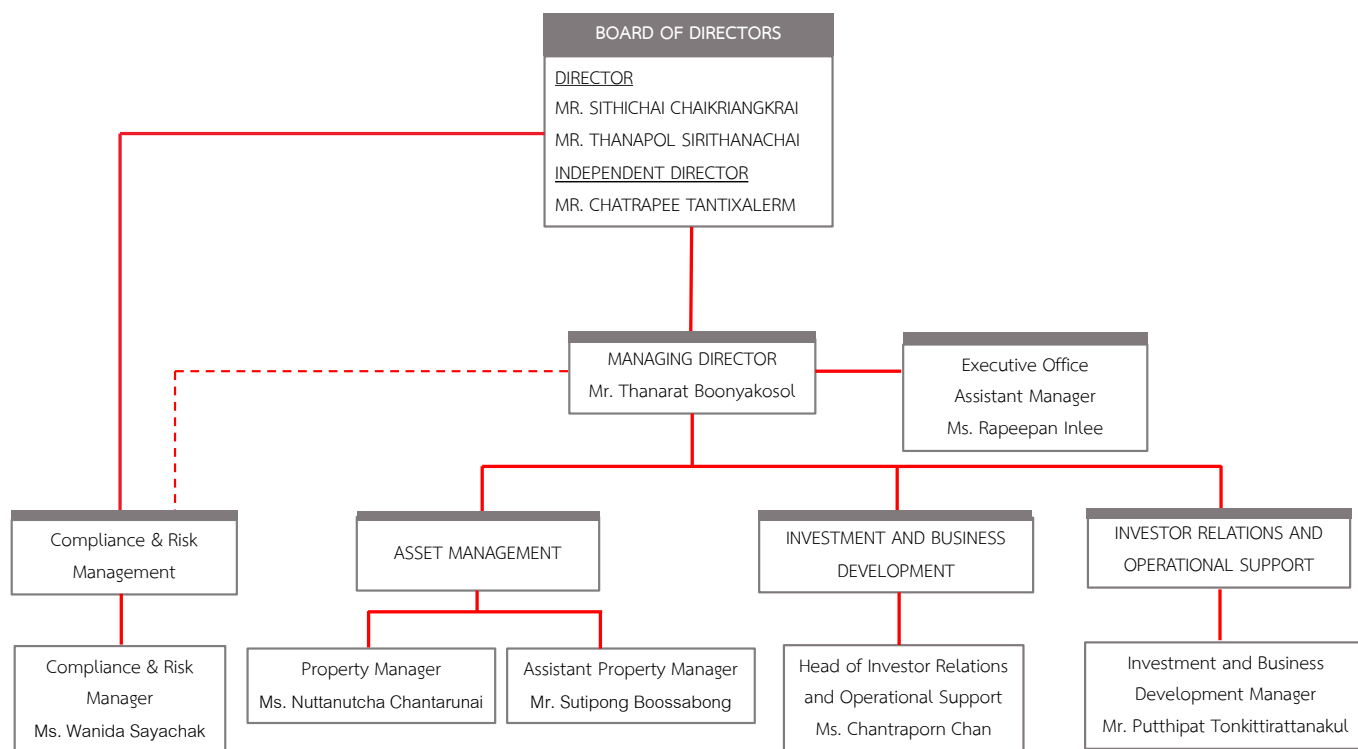 BOARD OF DIRECTORS
DIRECTOR
MR. SITHICHAI CHAIKRIANGKRAI
MR. THANAPOL SIRITHANACHAI
INDEPENDENT DIRECTOR
MR. CHATRAPEE TANTIXALERM
MANAGING DIRECTOR
Mr. Thanarat Boonyakosol
Executive Office
Assistant Manager
Ms. Rapeepan Inlee
Compliance & Risk
Management
ASSET MANAGEMENT
INVESTMENT AND BUSINESS
DEVELOPMENT
INVESTOR RELATIONS AND
OPERATIONAL SUPPORT
Compliance & Risk
Manager
Ms. Wanida Sayachak
Property Manager
Ms. Nuttanutcha Chantarunai
Assistant Property Manager
Mr. Sutipong Boossabong
Head of Investor Relations
and Operational Support
Ms. Chantraporn Chan
Investment and Business
Development Manager
Mr. Putthipat Tonkittirattanakul